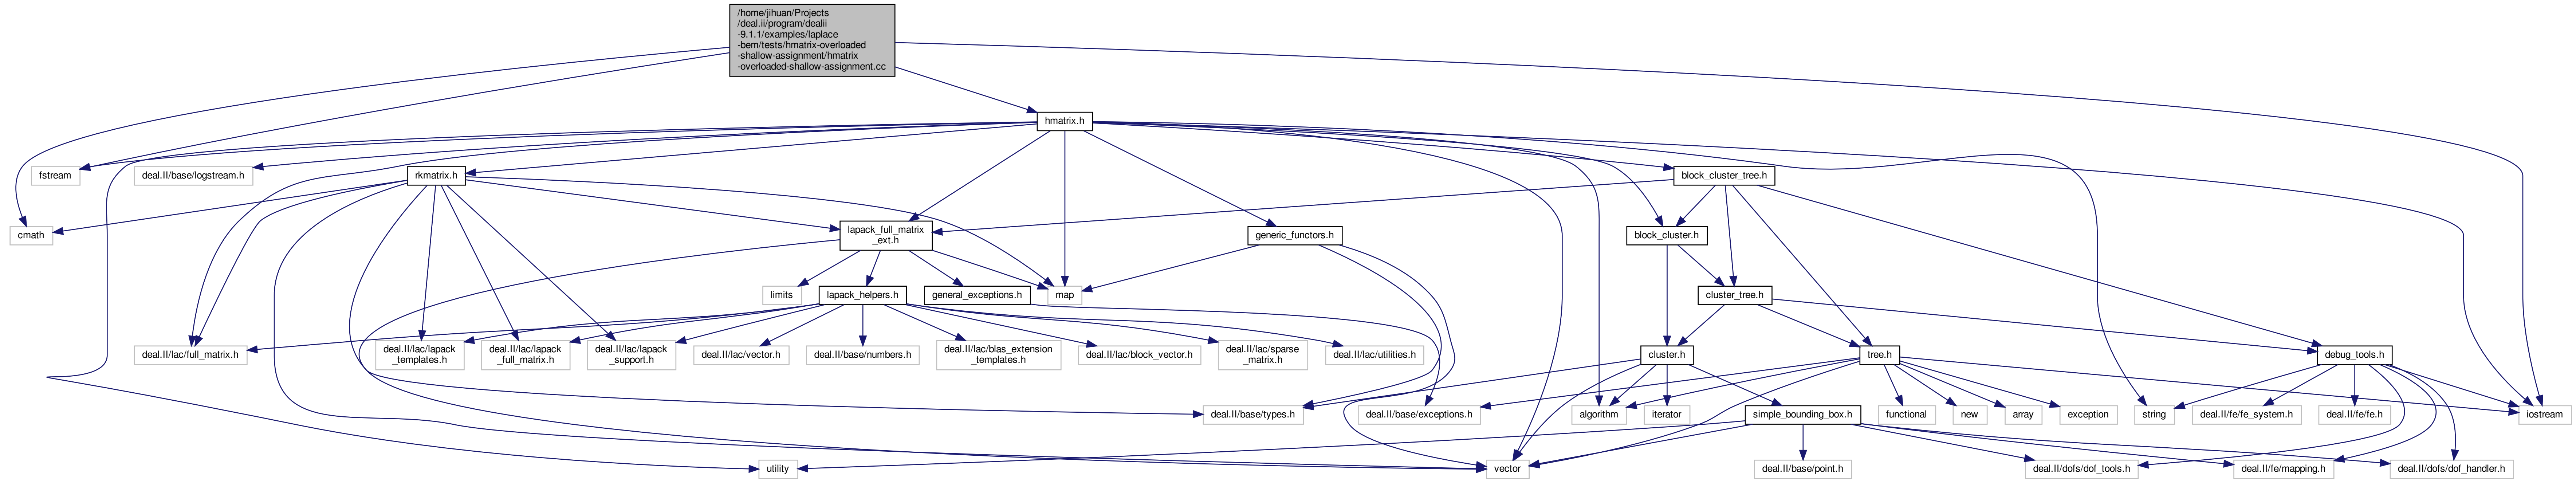 /home/jihuan/Projects
/deal.ii/program/dealii
-9.1.1/examples/laplace
-bem/tests/hmatrix-overloaded
-shallow-assignment/hmatrix
-overloaded-shallow-assignment.cc
hmatrix.h
fstream
deal.II/base/logstream.h
rkmatrix.h
block_cluster_tree.h
cmath
lapack_full_matrix
_ext.h
generic_functors.h
block_cluster.h
limits
lapack_helpers.h
general_exceptions.h
map
cluster_tree.h
deal.II/lac/full_matrix.h
deal.II/lac/lapack
_templates.h
deal.II/lac/lapack
_full_matrix.h
deal.II/lac/lapack
_support.h
deal.II/lac/vector.h
deal.II/base/numbers.h
deal.II/lac/blas_extension
_templates.h
deal.II/lac/block_vector.h
deal.II/lac/sparse
_matrix.h
deal.II/lac/utilities.h
cluster.h
tree.h
debug_tools.h
deal.II/base/types.h
deal.II/base/exceptions.h
algorithm
iterator
simple_bounding_box.h
functional
new
array
exception
string
deal.II/fe/fe_system.h
deal.II/fe/fe.h
iostream
utility
vector
deal.II/base/point.h
deal.II/dofs/dof_tools.h
deal.II/fe/mapping.h
deal.II/dofs/dof_handler.h